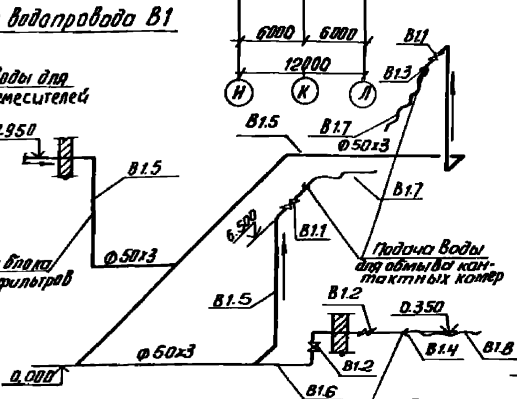 водопровода В1
6000
6000
12000
Н
К
Л
В1.1
В1.3
В1.7
воды для
смесителей
В1.5
ф50х3
В1.5
В1.7
6.500
В1.1
Подача воды
для обмыва кон-
тактных камер
блока
фильтров
ф50х3
В1.5
В1.2
0.350
ф50х3
В1.2
В1.4
В1.8
0.000
В1.6